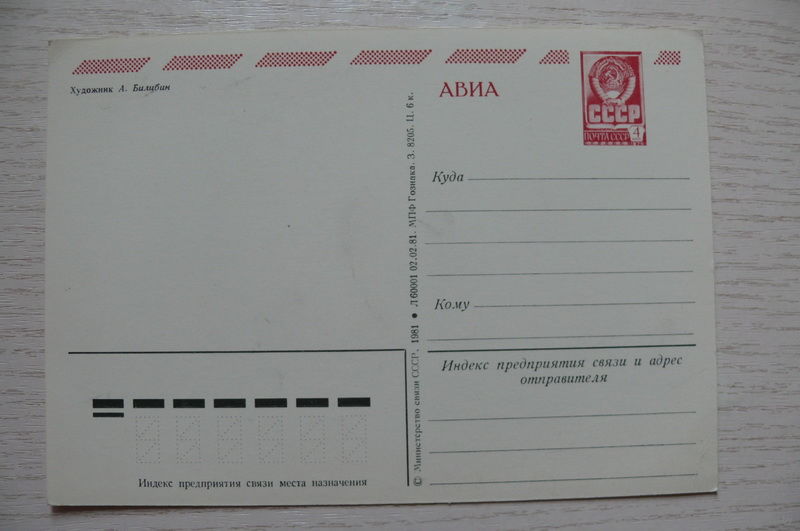 Художник А. Билибин
АВИА
СССР
ПОЧТА СССР 4
Куда
Кому
Индекс предприятия связи и адрес
отправителя
Индекс предприятия связи места назначения
© Министерство связи СССР. 1981 ● Л 60001 02.02.81. МПФ Гознака. З. 8205. Ц. 6 к.